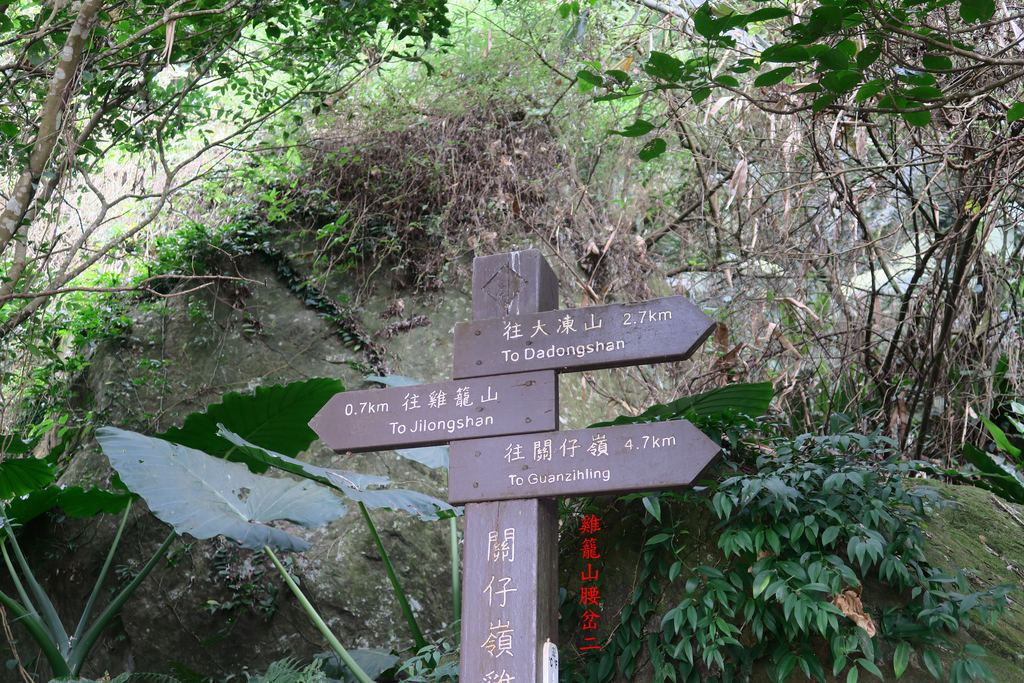 往大凍山 2.7km
To Dadongshan
0.7km 往雞籠山
To Jilongshan
往關仔嶺 4.7km
To Guanzihling
關仔嶺雞
雞籠山腰岔二